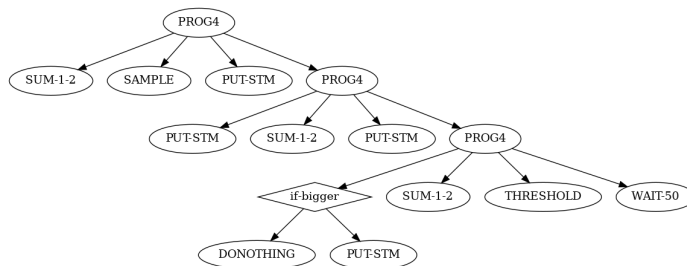 PROG4
SUM-1-2 SAMPLE PUT-STM PROG4
PUT-STM SUM-1-2 PUT-STM PROG4
if-bigger SUM-1-2 THRESHOLD WAIT-50
DONOTHING PUT-STM